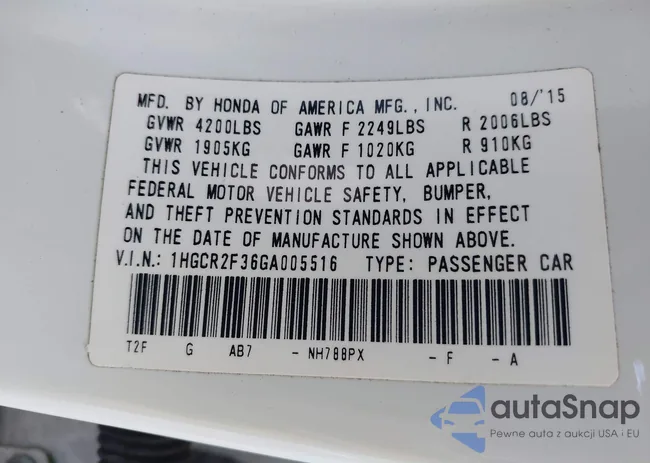 MFD. BY HONDA OF AMERICA MFG., INC. 08/'15
GVWR 4200LBS GAWR F 2249LBS R 2006LBS
GVWR 1905KG GAWR F 1020KG R 910KG
THIS VEHICLE CONFORMS TO ALL APPLICABLE
FEDERAL MOTOR VEHICLE SAFETY, BUMPER,
AND THEFT PREVENTION STANDARDS IN EFFECT
ON THE DATE OF MANUFACTURE SHOWN ABOVE.
V.I.N.: 1HGCR2F36GA005516 TYPE: PASSENGER CAR
T2F G AB7 - NH788PX - F - A
autaSnap
Pewne auta z aukcji USA i EU